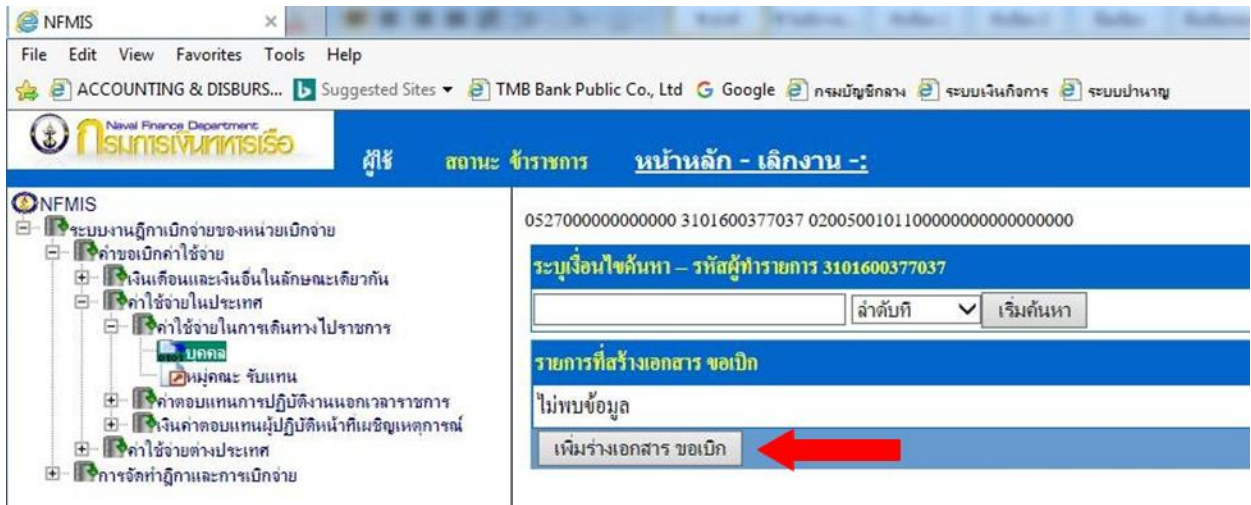 NFMIS
File Edit View Favorites Tools Help
ACCOUNTING & DISBURS... Suggested Sites TMB Bank Public Co., Ltd Google กรมบัญชีกลาง ระบบเงินกิจการ ระบบบำนาญ
Naval Finance Department
กรมการเงินทหารเรือ
ผู้ใช้ สถานะ ข้าราชการ หน้าหลัก - เลิกงาน -:
NFMIS
ระบบงานฎีกาเบิกจ่ายของหน่วยเบิกจ่าย
คำขอเบิกค่าใช้จ่าย
เงินเดือนและเงินอื่นในลักษณะเดียวกัน
ค่าใช้จ่ายในประเทศ
ค่าใช้จ่ายในการเดินทางไปราชการ
บุคคล
หมู่คณะ รับแทน
ค่าตอบแทนการปฏิบัติงานนอกเวลาราชการ
เงินค่าตอบแทนผู้ปฏิบัติหน้าที่เผชิญเหตุการณ์
ค่าใช้จ่ายต่างประเทศ
การจัดทำฎีกาและการเบิกจ่าย
0527000000000000 3101600377037 02005001011000000000000000000
ระบุเงื่อนไขค้นหา – รหัสผู้ทำรายการ 3101600377037
ลำดับที่ เริ่มค้นหา
รายการที่สร้างเอกสาร ขอเบิก
ไม่พบข้อมูล
เพิ่มร่างเอกสาร ขอเบิก